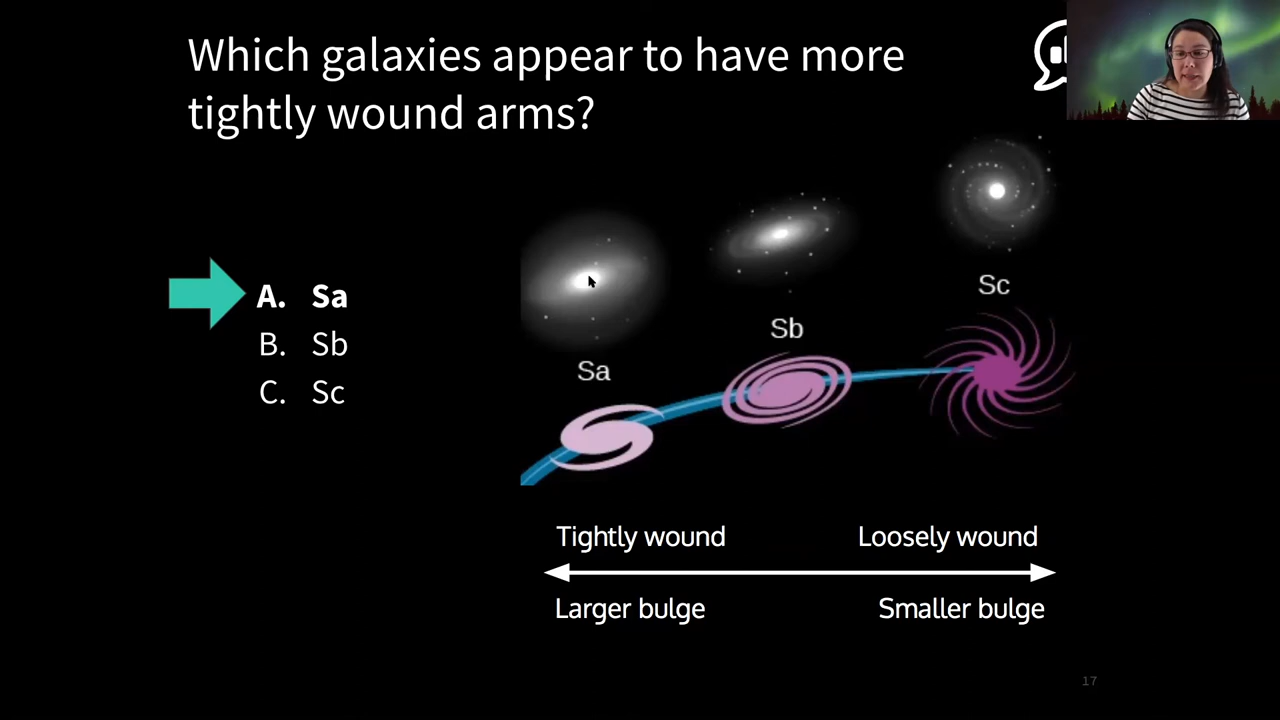 Which galaxies appear to have more
tightly wound arms?
A. Sa
B. Sb
C. Sc
Sc
Sb
Sa
Tightly wound
Loosely wound
Larger bulge
Smaller bulge
17